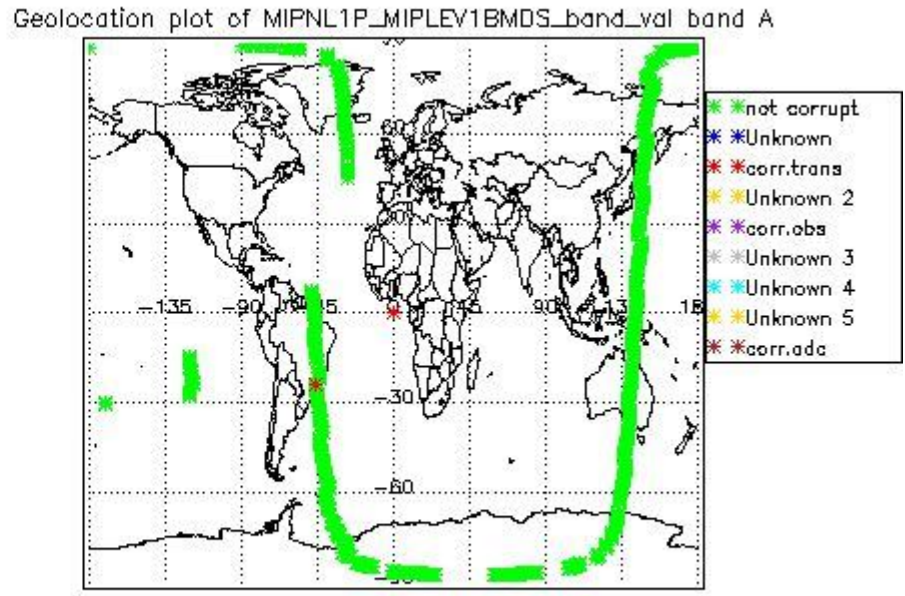 Geolocation plot of MIPNL1P_MIPLEV1BMDS_band_val band A
not corrupt
Unknown
corr.trans
Unknown 2
corr.obs
Unknown 3
Unknown 4
Unknown 5
corr.adc
-135
-90
90
-30
-60